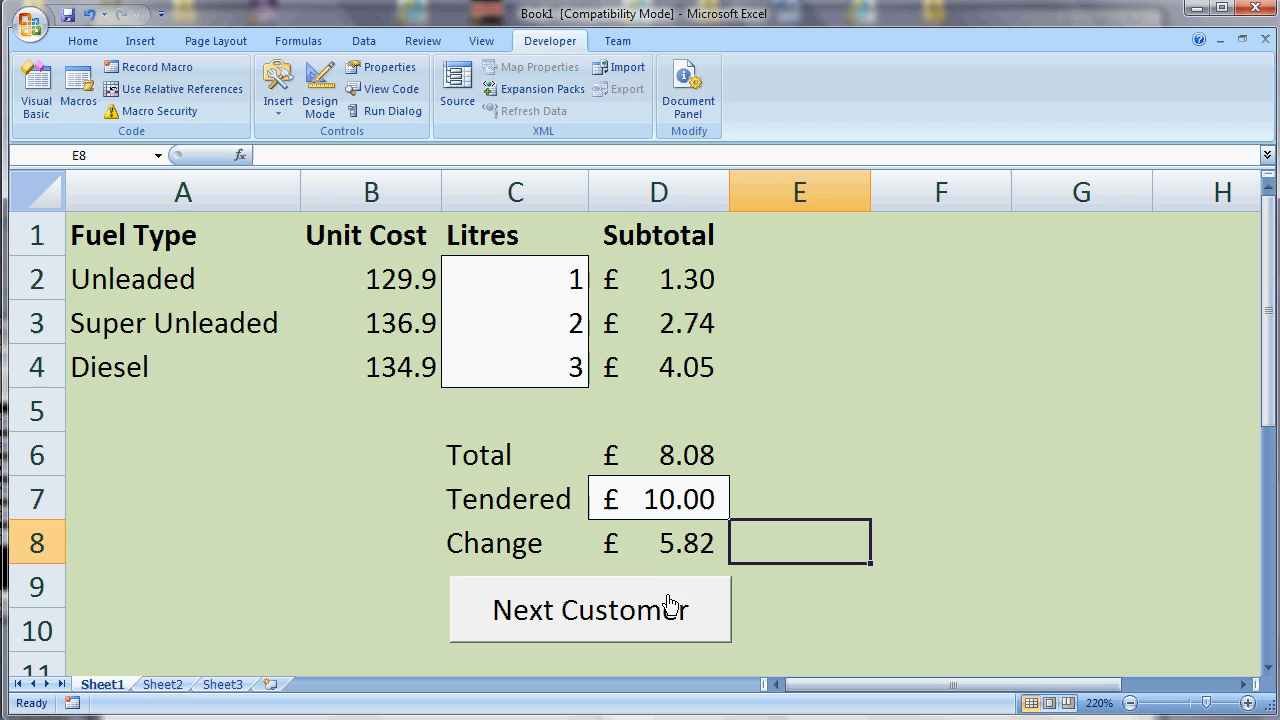 Book1 [Compatibility Mode] - Microsoft Excel
Home Insert Page Layout Formulas Data Review View Developer Team
Visual Basic
Macros
Record Macro
Use Relative References
Macro Security
Code
Insert
Design Mode
Properties
View Code
Run Dialog
Controls
Source
Map Properties
Expansion Packs
Refresh Data
Import
Export
XML
Document Panel
Modify
E8 fx
A B C D E F G H
1 Fuel Type Unit Cost Litres Subtotal
2 Unleaded 129.9 1 £ 1.30
3 Super Unleaded 136.9 2 £ 2.74
4 Diesel 134.9 3 £ 4.05
5
6 Total £ 8.08
7 Tendered £ 10.00
8 Change £ 5.82
9
Next Customer
10
11
Sheet1 Sheet2 Sheet3
Ready 220%